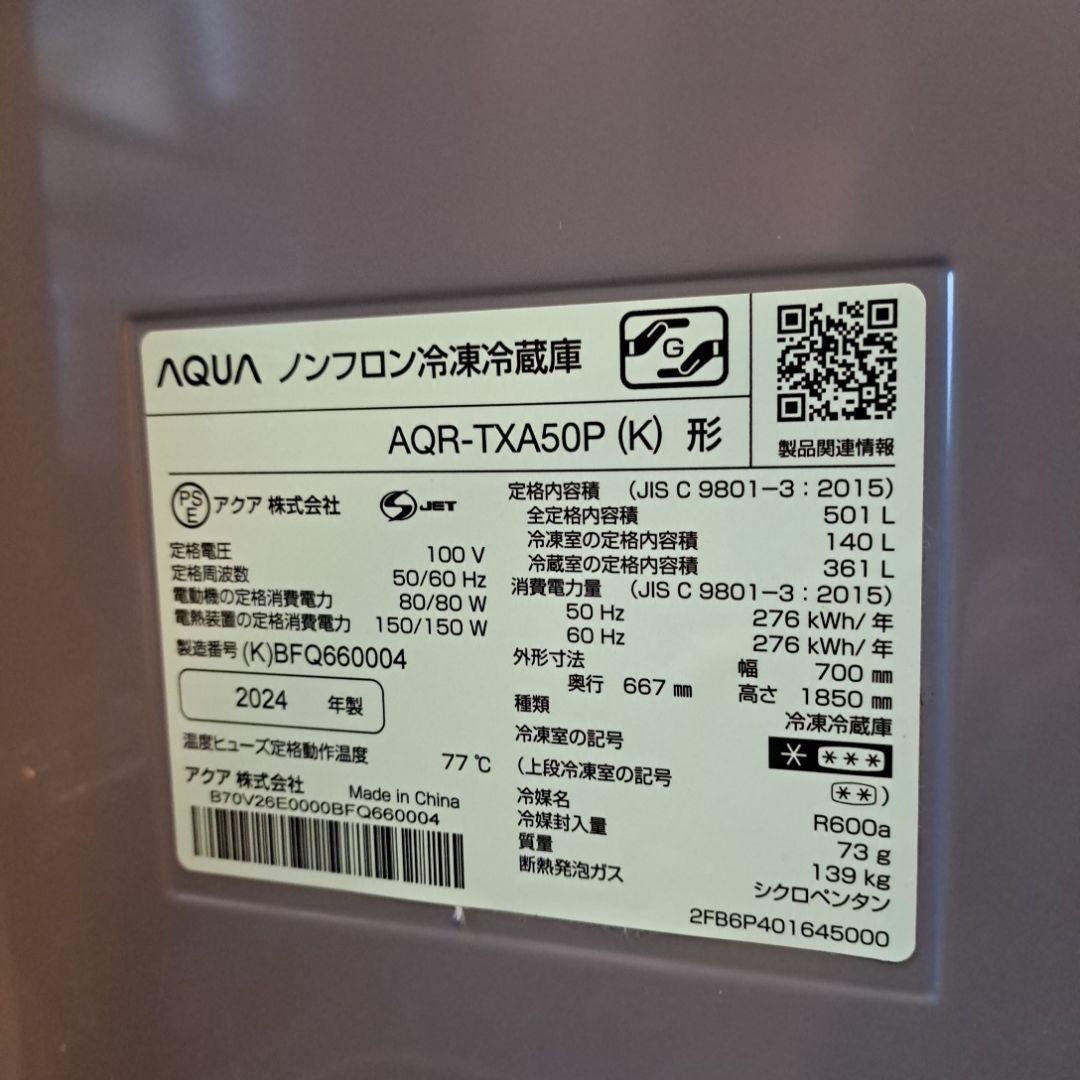 AQUA ノンフロン冷凍冷蔵庫
G
AQR-TXA50P (K) 形
製品関連情報
PS
E
アクア 株式会社
S JET
定格電圧 100 V
定格周波数 50/60 Hz
電動機の定格消費電力 80/80 W
電熱装置の定格消費電力 150/150 W
製造番号 (K)BFQ660004
2024 年製
温度ヒューズ定格動作温度 77 ℃
アクア 株式会社 Made in China
B70V26E0000BFQ660004
定格内容積 (JIS C 9801-3 : 2015)
全定格内容積 501 L
冷凍室の定格内容積 140 L
冷蔵室の定格内容積 361 L
消費電力量 (JIS C 9801-3 : 2015)
50 Hz 276 kWh/年
60 Hz 276 kWh/年
外形寸法 幅 700 ㎜
奥行 667 ㎜ 高さ 1850 ㎜
種類 冷凍冷蔵庫
冷凍室の記号 * ***
(上段冷凍室の記号 **)
冷媒名 R600a
冷媒封入量 73 g
質量 139 kg
断熱発泡ガス シクロペンタン
2FB6P401645000